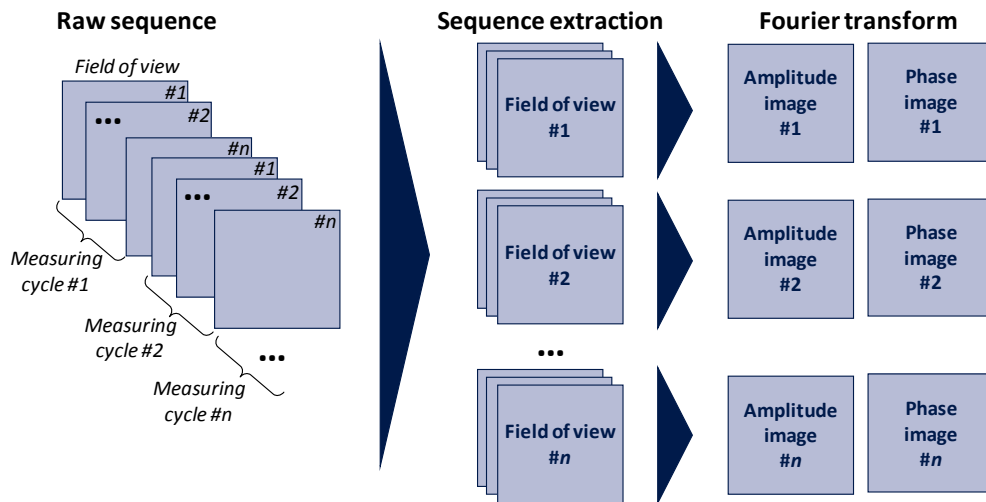 Raw sequence
Sequence extraction
Fourier transform
Field of view
#1
#2
...
#n
#1
#2
...
#n
Measuring
cycle #1
Measuring
cycle #2
...
Measuring
cycle #n
Field of view
#1
Field of view
#2
...
Field of view
#n
Amplitude
image
#1
Phase
image
#1
Amplitude
image
#2
Phase
image
#2
Amplitude
image
#n
Phase
image
#n